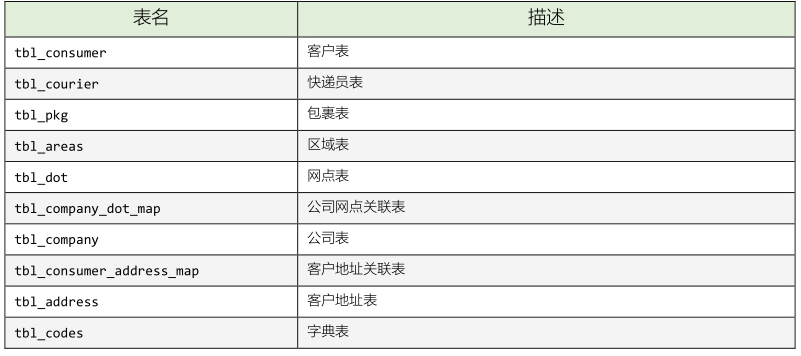 表名 描述
tbl_consumer 客户表
tbl_courier 快递员表
tbl_pkg 包裹表
tbl_areas 区域表
tbl_dot 网点表
tbl_company_dot_map 公司网点关联表
tbl_company 公司表
tbl_consumer_address_map 客户地址关联表
tbl_address 客户地址表
tbl_codes 字典表